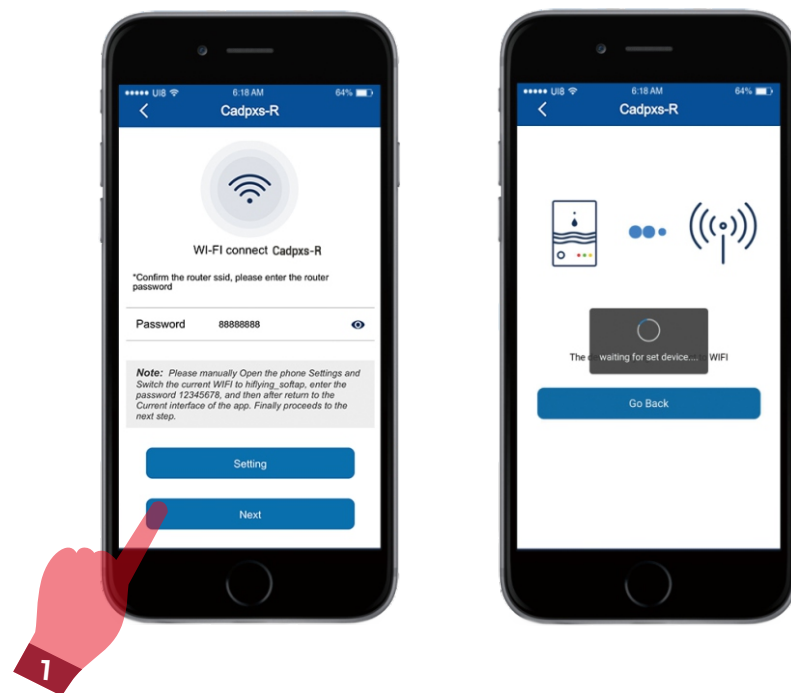 UI8 6:18 AM 64%
Cadpxs-R
WI-FI connect Cadpxs-R
*Confirm the router ssid, please enter the router
password
Password 88888888
Note: Please manually Open the phone Settings and
Switch the current WIFI to hiflying_softap, enter the
password 12345678, and then after return to the
Current interface of the app. Finally proceeds to the
next step.
Setting
Next
1
UI8 6:18 AM 64%
Cadpxs-R
The
waiting for set device....
WIFI
Go Back